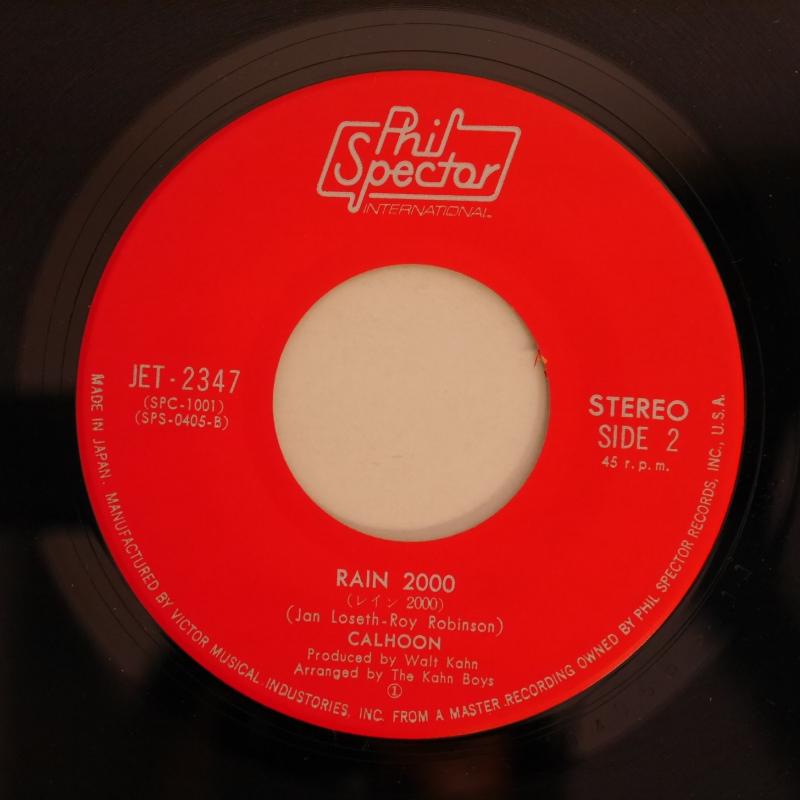 Phil
Spector
INTERNATIONAL
JET-2347
(SPC-1001)
(SPS-0405-B)
STEREO
SIDE 2
45 r.p.m.
RAIN 2000
(レイン 2000)
(Jan Loseth-Roy Robinson)
CALHOON
Produced by Walt Kahn
Arranged by The Kahn Boys
①
MADE IN JAPAN. MANUFACTURED BY VICTOR MUSICAL INDUSTRIES, INC. FROM A MASTER RECORDING OWNED BY PHIL SPECTOR RECORDS, INC., U.S.A.